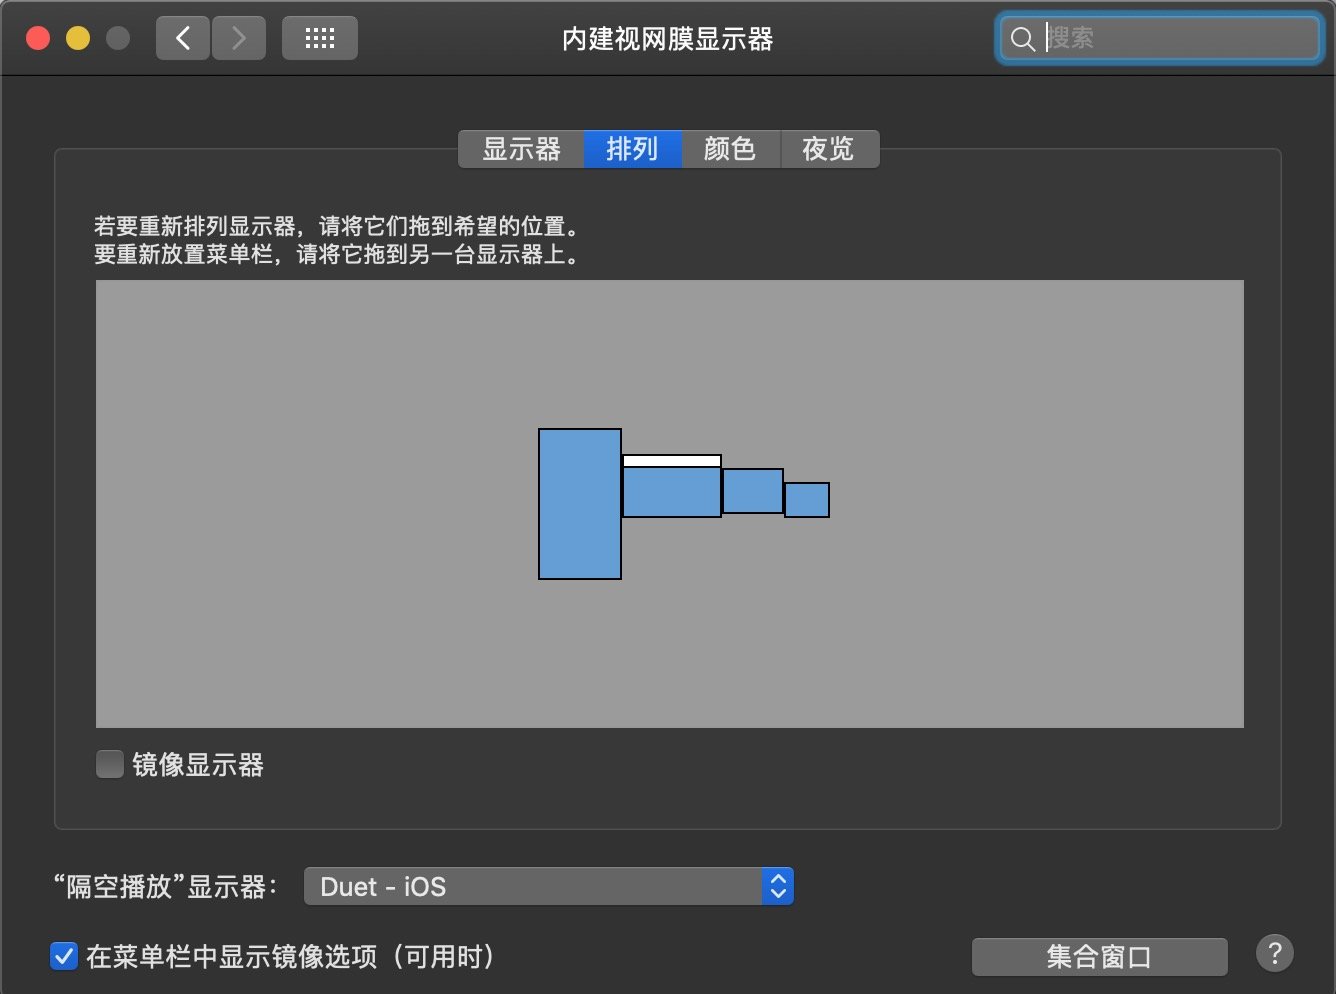 内建视网膜显示器
搜索
显示器 排列 颜色 夜览
若要重新排列显示器，请将它们拖到希望的位置。
要重新放置菜单栏，请将它拖到另一台显示器上。
镜像显示器
“隔空播放”显示器： Duet - iOS
在菜单栏中显示镜像选项（可用时）
集合窗口 ?